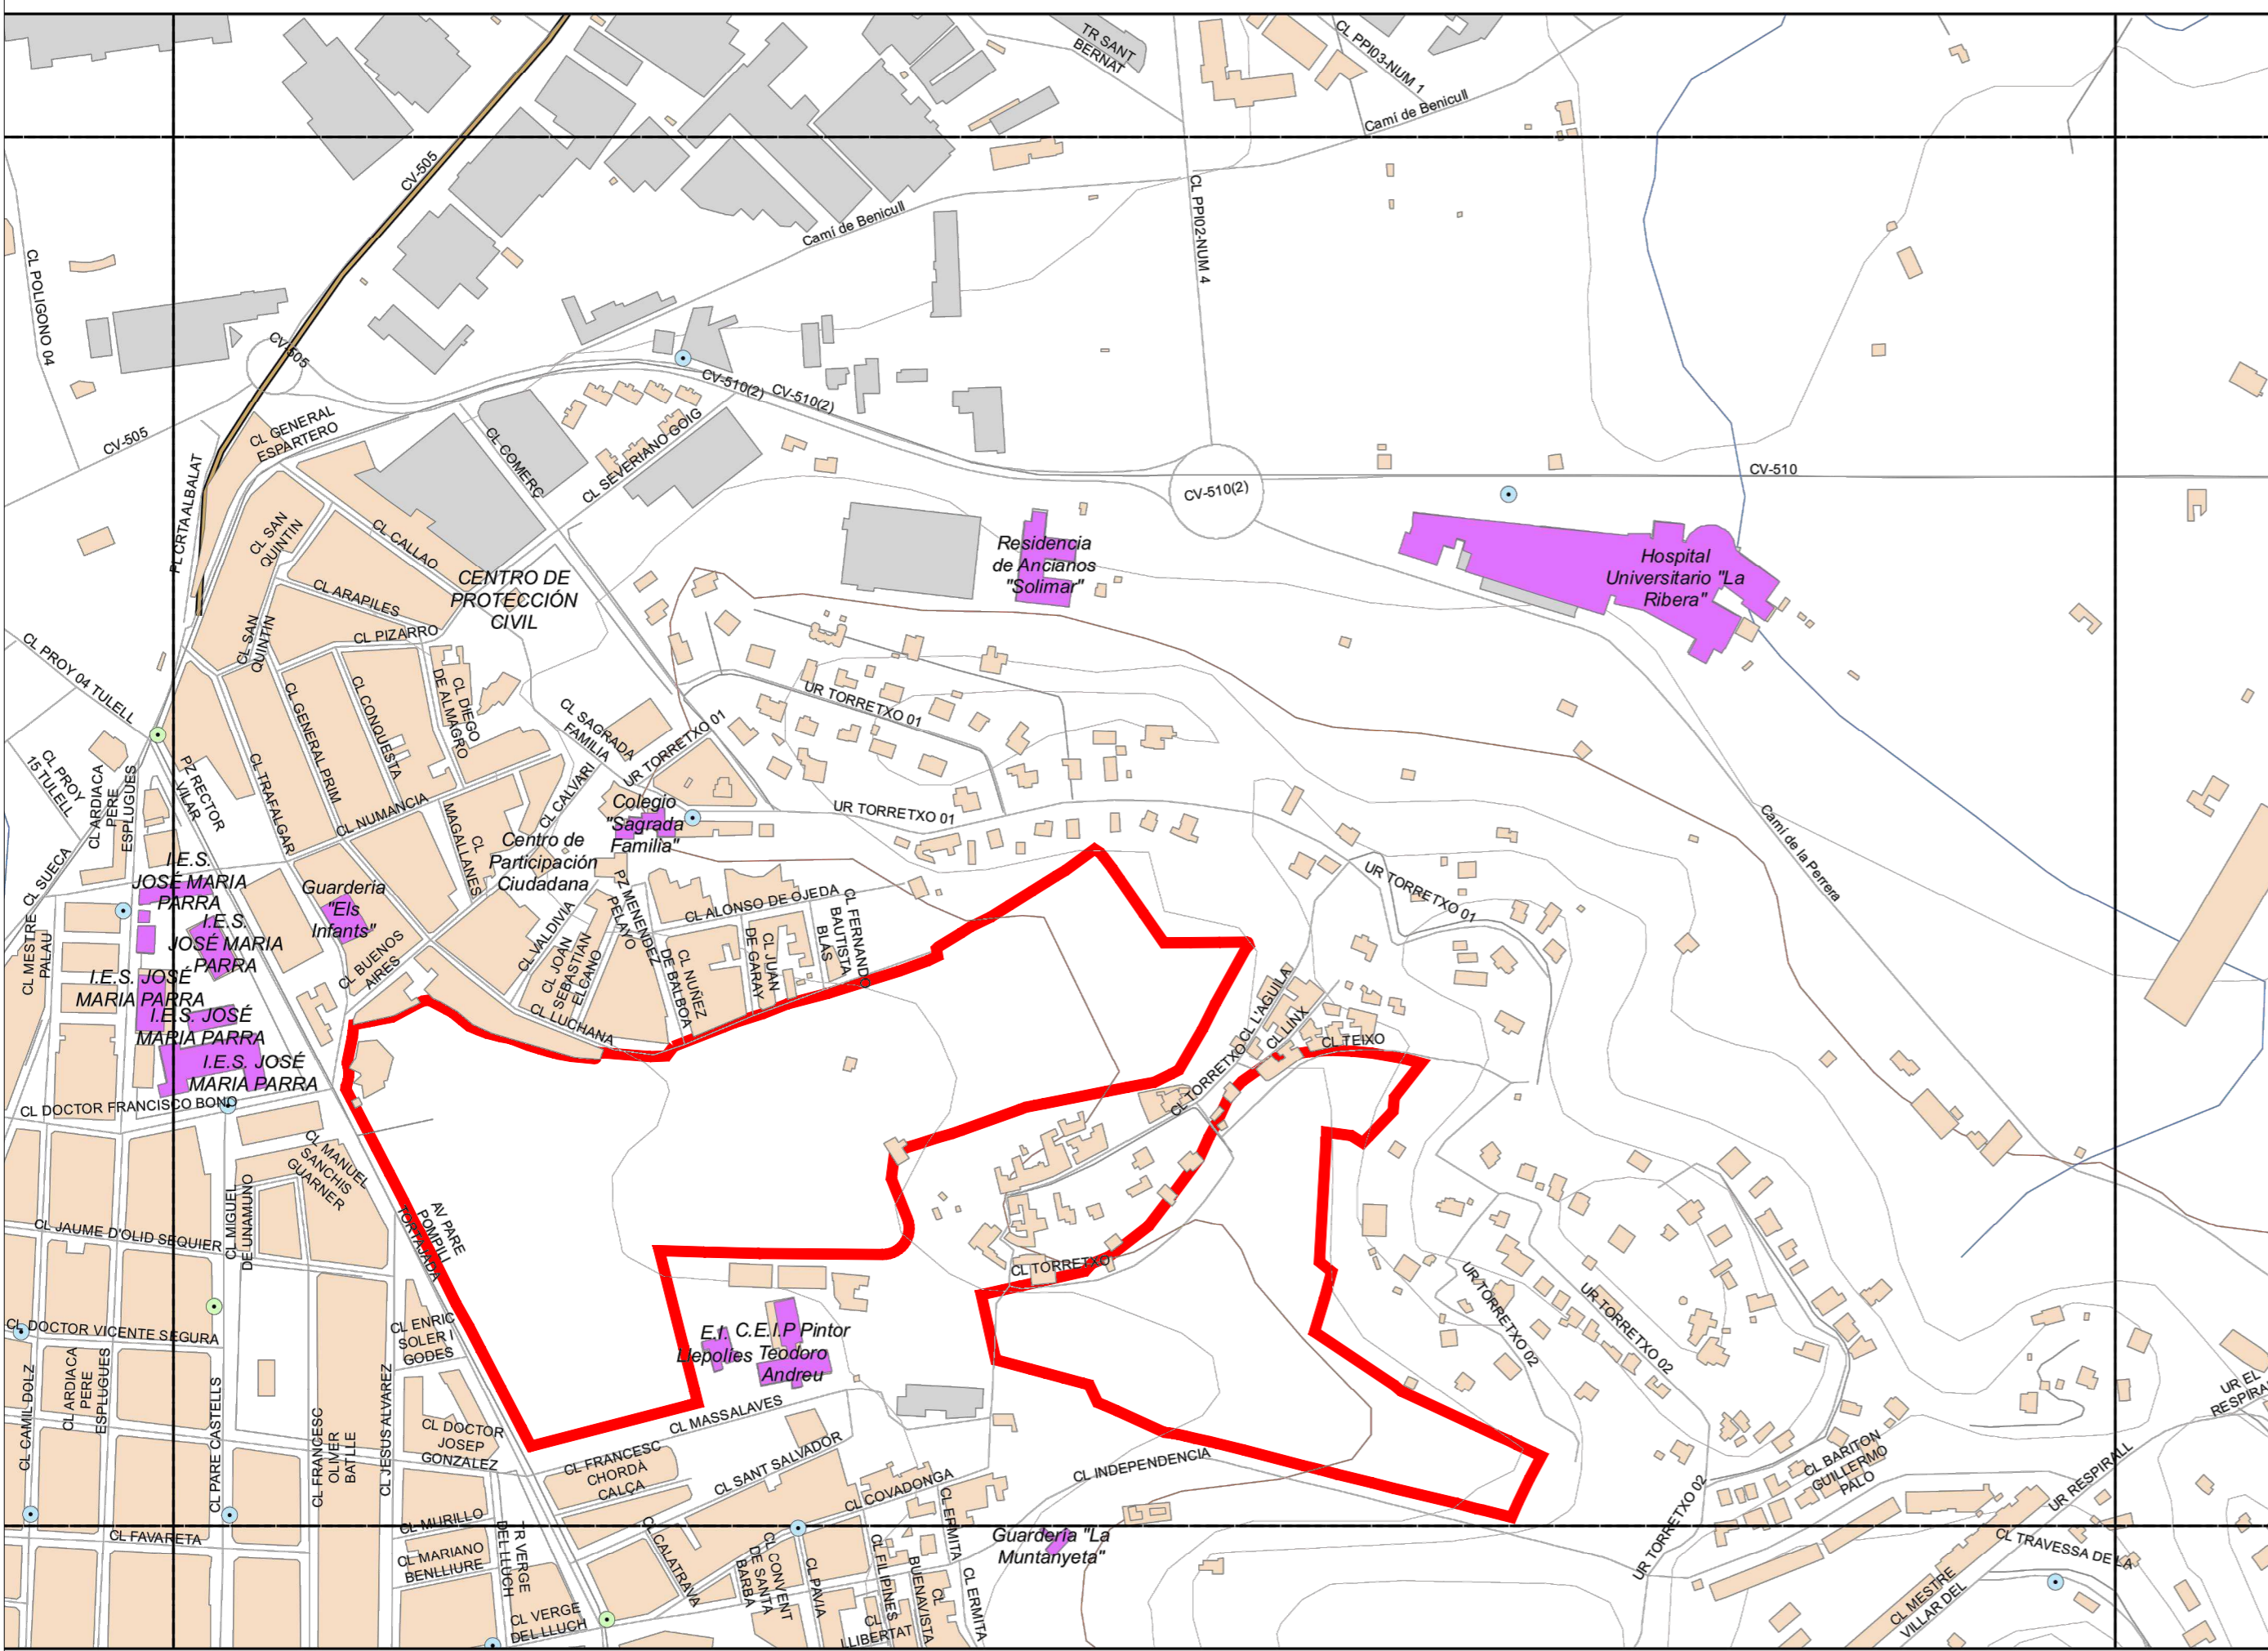 TR SANT
BERNAT
CL PPI03-NUM 1
Camí de Benicull
CV-505
CL PPI02-NUM 4
Camí de Benicull
CL POLIGONO 04
CV-505
CV-510(2)
CV-510(2)
CL GENERAL
ESPARTERO
CV-505
CL COMERÇ
CL SEVERIANO GOIG
CV-510
CV-510(2)
PL CRTA ALBALAT
CL SAN
QUINTIN
CL CALLAO
Residencia
de Ancianos
"Solimar"
Hospital
Universitario "La
Ribera"
CENTRO DE
PROTECCIÓN
CIVIL
CL ARAPILES
CL PIZARRO
CL SAN
QUINTIN
CL PROY 04 TULELL
CL GENERAL PRIM
CL CONQUESTA
CL DIEGO
DE ALMAGRO
UR TORRETXO 01
CL SAGRADA
FAMILIA
UR TORRETXO 01
CL PROY
15 TULELL
CL ARDIACA
PERE
ESPLUGUES
PZ RECTOR
VILAR
CL TRAFALGAR
CL NUMANCIA
CL CALVARI
CL
MAGALLANES
Colegio
"Sagrada
Familia"
UR TORRETXO 01
Camí de la Perrera
Centro de
Participación
Ciudadana
CL SUECA
I.E.S.
JOSÉ MARIA
PARRA
Guarderia
"Els
Infants"
UR TORRETXO 01
CL ALONSO DE OJEDA
PZ MENENDEZ
PELAYO
CL FERNANDO
BAUTISTA
BLAS
CL VALDIVIA
CL MESTRE
PALAU
I.E.S.
JOSÉ MARIA
PARRA
CL BUENOS
AIRES
CL JOAN
SEBASTIAN
ELCANO
CL NUÑEZ
DE BALBOA
CL JUAN
DE GARAY
I.E.S. JOSÉ
MARIA PARRA
I.E.S. JOSÉ
MARIA PARRA
CL LUCHANA
CL L'AGUILA
CL LINX
CL TEIXO
I.E.S. JOSÉ
MARIA PARRA
CL TORRETXO
CL DOCTOR FRANCISCO BONO
CL MANUEL
SANCHIS
GUARNER
CL MIGUEL
DE UNAMUNO
AV PARE
POMPILI
TORTAJADA
CL JAUME D'OLID SEQUIER
CL TORRETXO
UR TORRETXO 02
UR TORRETXO 02
CL DOCTOR VICENTE SEGURA
CL ENRIC
SOLER I
GODES
E.I.
Llepolies
C.E.I.P Pintor
Teodoro
Andreu
CL CAMIL DOLZ
CL ARDIACA
PERE
ESPLUGUES
CL PARE CASTELLS
CL FRANCESC
OLIVER
BATLLE
CL JESUS ALVAREZ
CL DOCTOR
JOSEP
GONZALEZ
CL MASSALAVES
CL FRANCESC
CHORDÀ
CALÇA
CL SANT SALVADOR
CL INDEPENDENCIA
CL BARITON
GUILLERMO
PALO
UR RESPIRALL
UR TORRETXO 02
CL COVADONGA
CL ERMITA
CL MURILLO
CL FAVARETA
TR VERGE
DEL LLUCH
CL CALATRAVA
CL CONVENT
DE SANTA
BARBA
Guardería "La
Muntanyeta"
CL TRAVESSA DE LA
CL MARIANO
BENLLIURE
CL PAVIA
CL FILIPINES
CL
BUENAVISTA
CL ERMITA
CL VERGE
DEL LLUCH
CL
LLIBERTAT
CL MESTRE
VILLAR DEL